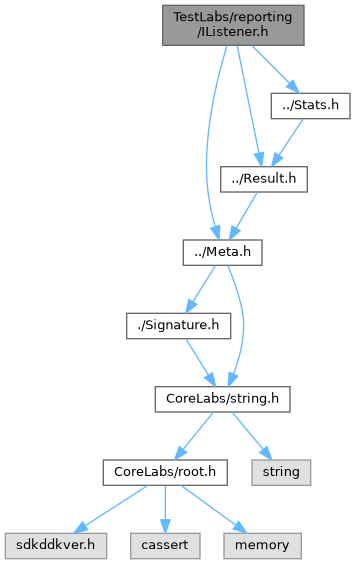 TestLabs/reporting
/IListener.h
../Stats.h
../Result.h
../Meta.h
./Signature.h
CoreLabs/string.h
CoreLabs/root.h
string
sdkddkver.h
cassert
memory